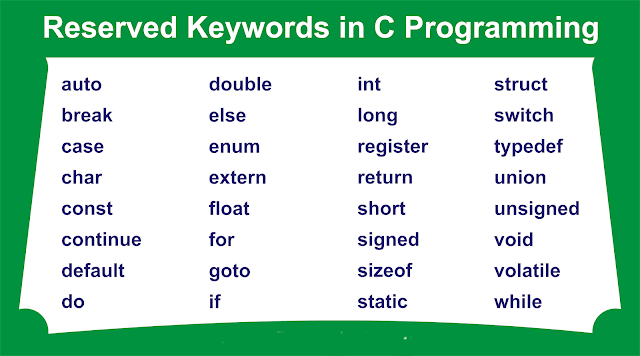 Reserved Keywords in C Programming
auto double int struct
break else long switch
case enum register typedef
char extern return union
const float short unsigned
continue for signed void
default goto sizeof volatile
do if static while